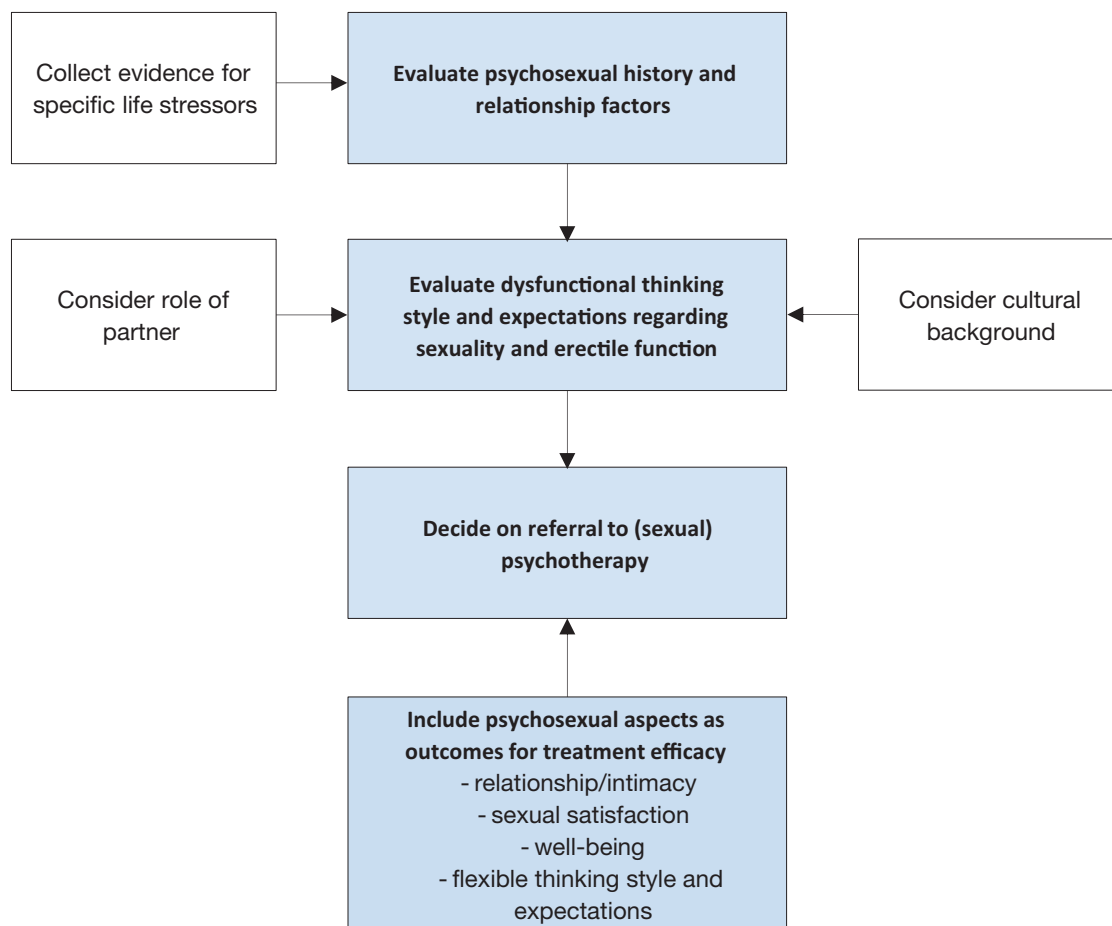 Collect evidence for
specific life stressors
Evaluate psychosexual history and
relationship factors
Consider role of
partner
Evaluate dysfunctional thinking
style and expectations regarding
sexuality and erectile function
Consider cultural
background
Decide on referral to (sexual)
psychotherapy
Include psychosexual aspects as
outcomes for treatment efficacy
- relationship/intimacy
- sexual satisfaction
- well-being
- flexible thinking style and
expectations